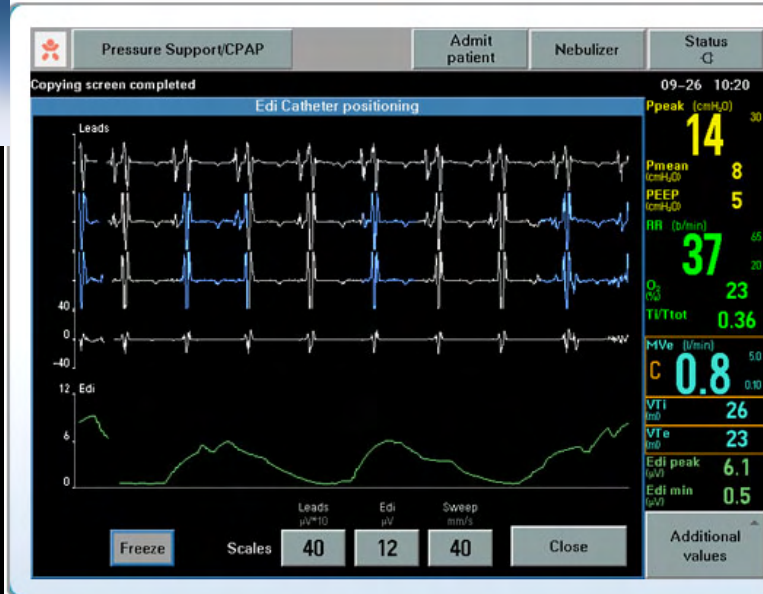 Pressure Support/CPAP
Admit patient
Nebulizer
Status
Copying screen completed
09-26 10:20
Edi Catheter positioning
Leads
40
0
-40
12 Edi
6
0
Ppeak (cmH2O)
30
14
Pmean
(cmH2O)
8
PEEP
(cmH2O)
5
RR (b/min)
65
37
20
O2
(%)
23
Ti/Ttot
0.36
MVe (l/min)
5.0
C 0.8
0.10
VTi
(ml)
26
VTe
(ml)
23
Edi peak
(µV)
6.1
Edi min
(µV)
0.5
Freeze
Scales
Leads
µV*10
40
Edi
µV
12
Sweep
mm/s
40
Close
Additional values